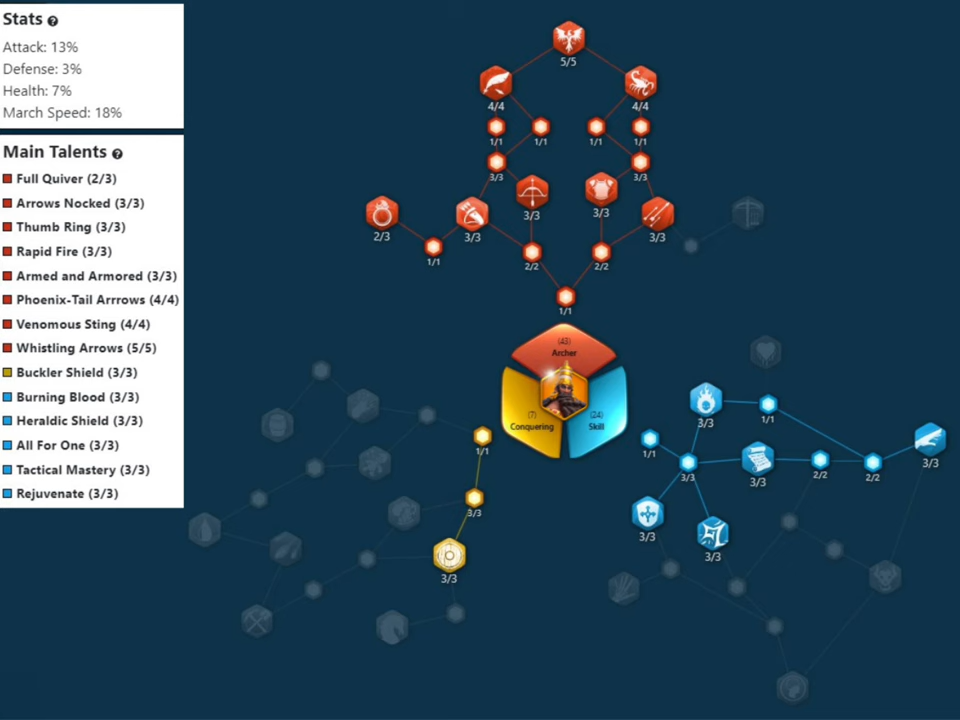 Stats ?
Attack: 13%
Defense: 3%
Health: 7%
March Speed: 18%
Main Talents ?
Full Quiver (2/3)
Arrows Nocked (3/3)
Thumb Ring (3/3)
Rapid Fire (3/3)
Armed and Armored (3/3)
Phoenix-Tail Arrrows (4/4)
Venomous Sting (4/4)
Whistling Arrows (5/5)
Buckler Shield (3/3)
Burning Blood (3/3)
Heraldic Shield (3/3)
All For One (3/3)
Tactical Mastery (3/3)
Rejuvenate (3/3)
5/5
4/4 4/4
1/1 1/1 1/1 1/1
3/3 3/3
3/3 3/3
2/3 3/3 3/3
1/1 2/2 2/2
1/1
(43)
Archer
(7) (24)
Conquering Skill
1/1
3/3
3/3
3/3 1/1
1/1 3/3 3/3 2/2 2/2 3/3
3/3 3/3